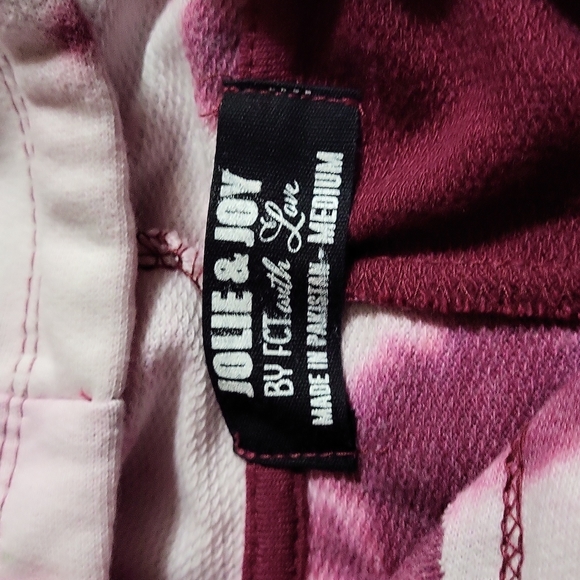 JOLIE & JOY
BY FCT with Love
MADE IN PAKISTAN - MEDIUM